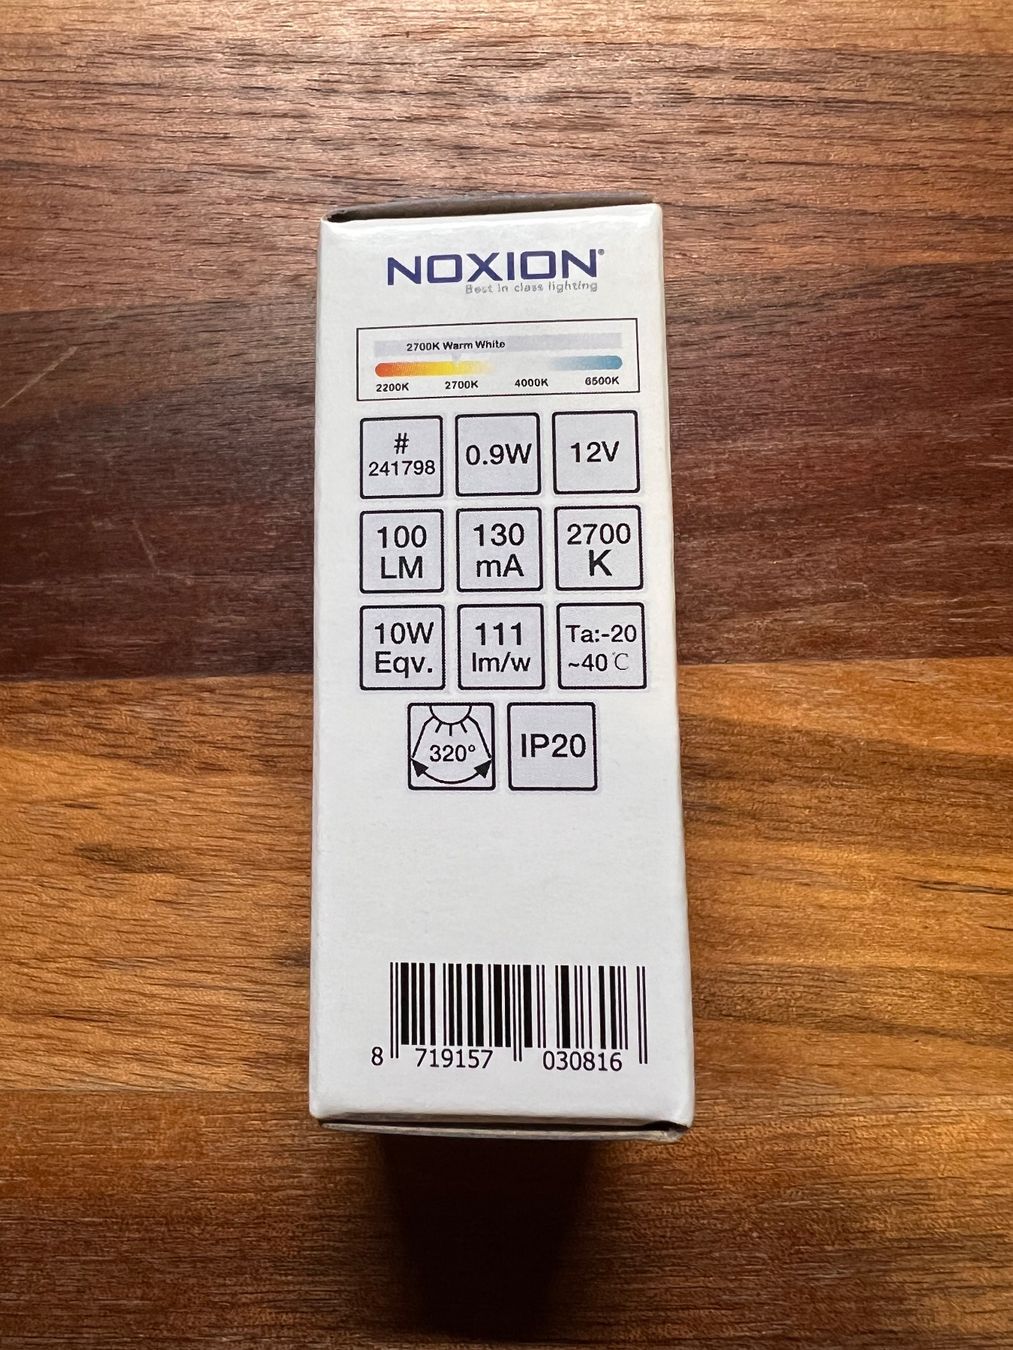 NOXION®
Best in class lighting
2700K Warm White
2200K 2700K 4000K 6500K
#
241798
0.9W
12V
100
LM
130
mA
2700
K
10W
Eqv.
111
lm/w
Ta:-20
~40℃
320°
IP20
8 719157 030816